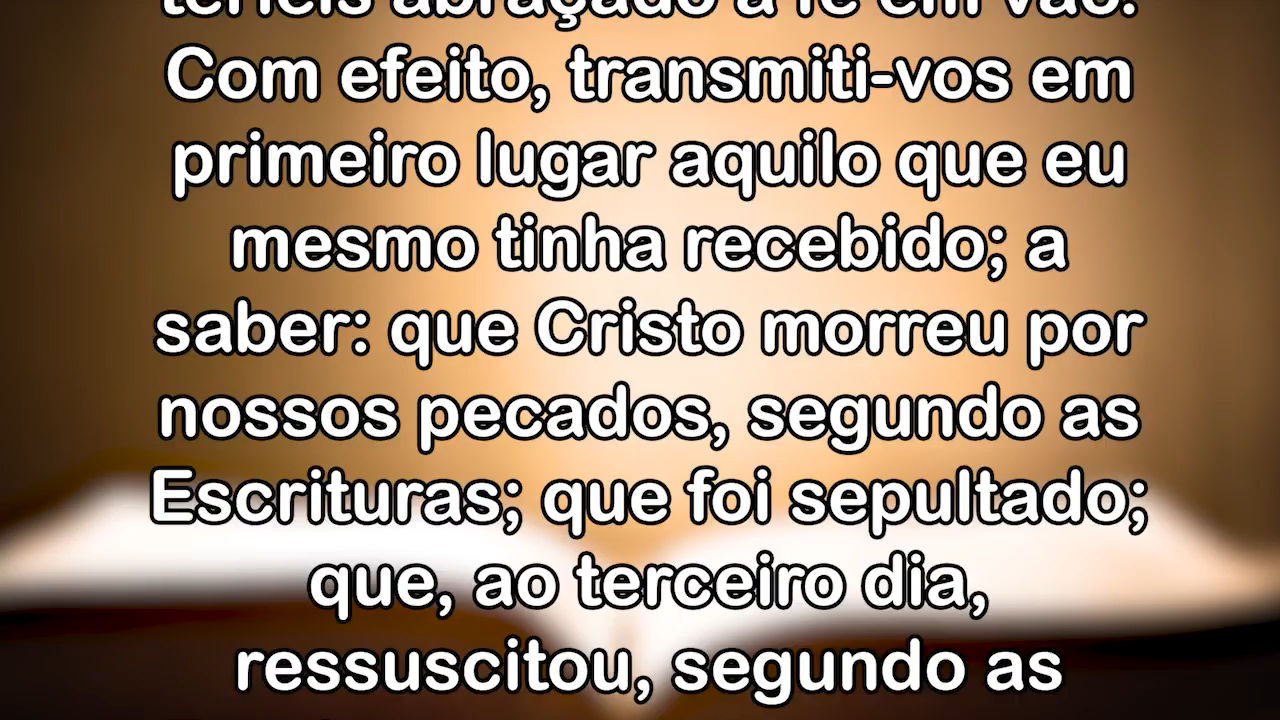 teríeis abraçado a fé em vão.
Com efeito, transmiti-vos em
primeiro lugar aquilo que eu
mesmo tinha recebido; a
saber: que Cristo morreu por
nossos pecados, segundo as
Escrituras; que foi sepultado;
que, ao terceiro dia,
ressuscitou, segundo as